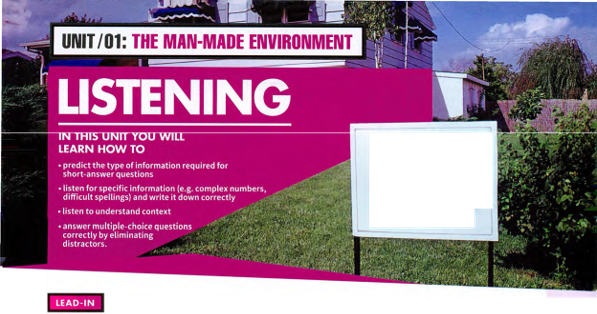 UNIT/01: THE MAN-MADE ENVIRONMENT
LISTENING
IN THIS UNIT YOU WILL
LEARN HOW TO
• predict the type of information required for
short-answer questions
• listen for specific information (e.g. complex numbers,
difficult spellings) and write it down correctly
• listen to understand context
• answer multiple-choice questions
correctly by eliminating
distractors.
LEAD-IN